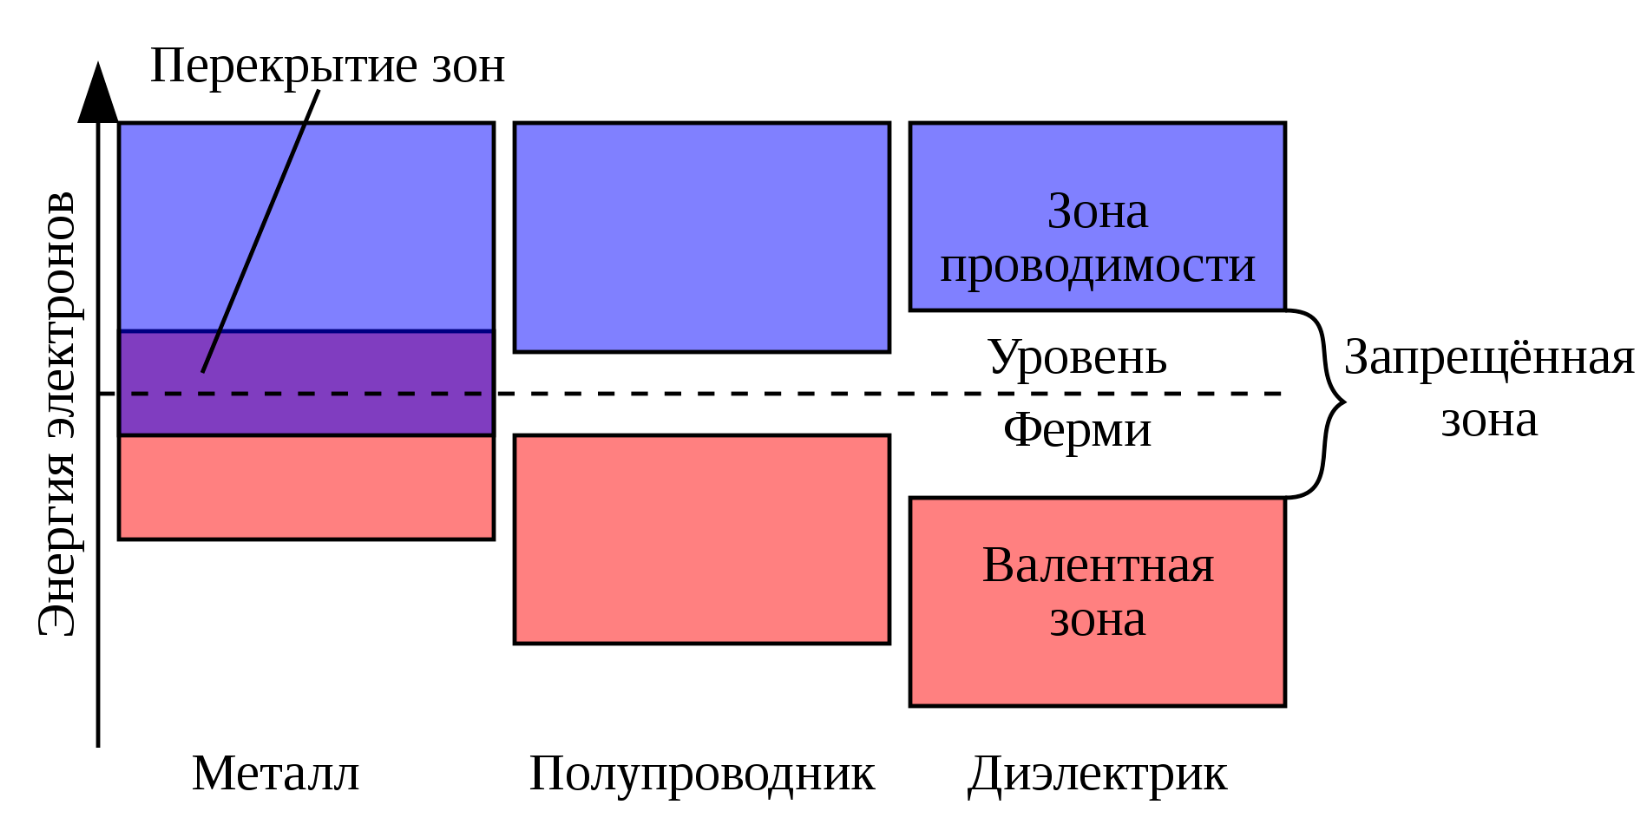 Перекрытие зон
Энергия электронов
Зона
проводимости
Уровень
Ферми
Запрещённая
зона
Валентная
зона
Металл
Полупроводник
Диэлектрик